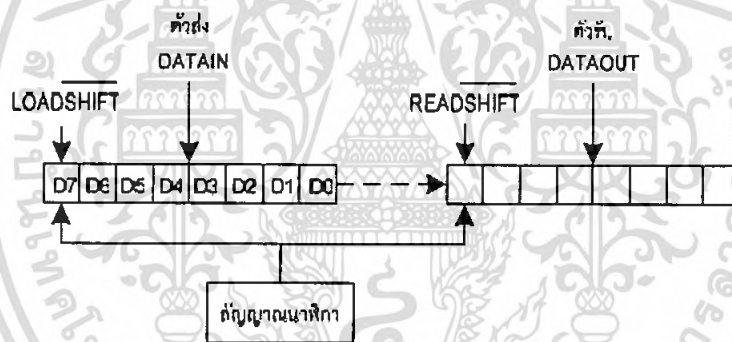 ตัวส่ง
DATAIN
LOADSHIFT
D7 D6 D5 D4 D3 D2 D1 D0
ตัวรับ
DATAOUT
READSHIFT
สัญญาณนาฬิกา